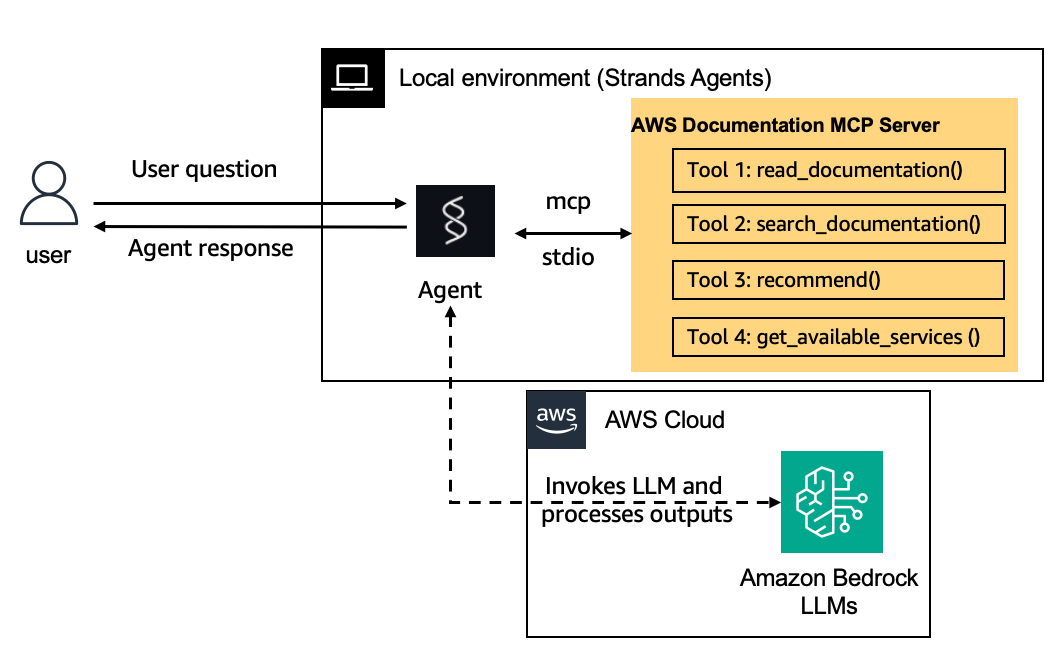 Local environment (Strands Agents)
AWS Documentation MCP Server
Tool 1: read_documentation()
Tool 2: search_documentation()
Tool 3: recommend()
Tool 4: get_available_services ()
User question
Agent response
user
mcp
stdio
Agent
aws
AWS Cloud
Invokes LLM and
processes outputs
Amazon Bedrock
LLMs